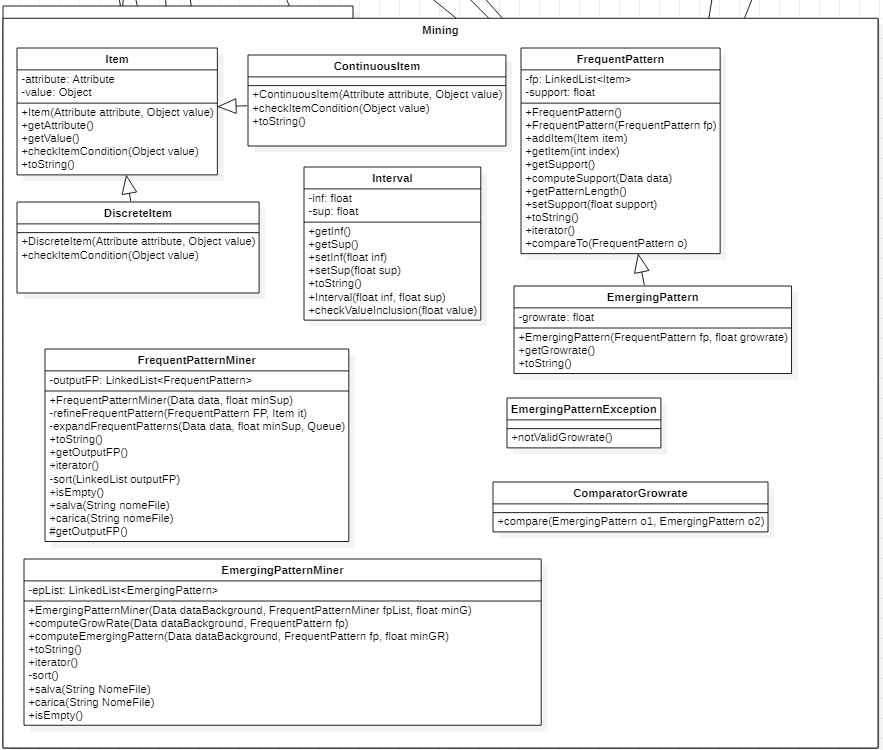 Mining
Item
-attribute: Attribute
-value: Object
+Item(Attribute attribute, Object value)
+getAttribute()
+getValue()
+checkItemCondition(Object value)
+toString()
ContinuousItem
+ContinuousItem(Attribute attribute, Object value)
+checkItemCondition(Object value)
+toString()
FrequentPattern
-fp: LinkedList<Item>
-support: float
+FrequentPattern()
+FrequentPattern(FrequentPattern fp)
+addItem(Item item)
+getItem(int index)
+getSupport()
+computeSupport(Data data)
+getPatternLength()
+setSupport(float support)
+toString()
+iterator()
+compareTo(FrequentPattern o)
DiscreteItem
+DiscreteItem(Attribute attribute, Object value)
+checkItemCondition(Object value)
Interval
-inf: float
-sup: float
+getInf()
+getSup()
+setInf(float inf)
+setSup(float sup)
+toString()
+Interval(float inf, float sup)
+checkValueInclusion(float value)
EmergingPattern
-growrate: float
+EmergingPattern(FrequentPattern fp, float growrate)
+getGrowrate()
+toString()
FrequentPatternMiner
-outputFP: LinkedList<FrequentPattern>
+FrequentPatternMiner(Data data, float minSup)
-refineFrequentPattern(FrequentPattern FP, Item it)
-expandFrequentPatterns(Data data, float minSup, Queue)
+toString()
+getOutputFP()
+iterator()
-sort(LinkedList outputFP)
+isEmpty()
+salva(String nomeFile)
+carica(String nomeFile)
#getOutputFP()
EmergingPatternException
+notValidGrowrate()
ComparatorGrowrate
+compare(EmergingPattern o1, EmergingPattern o2)
EmergingPatternMiner
-epList: LinkedList<EmergingPattern>
+EmergingPatternMiner(Data dataBackground, FrequentPatternMiner fpList, float minG)
+computeGrowRate(Data dataBackground, FrequentPattern fp)
+computeEmergingPattern(Data dataBackground, FrequentPattern fp, float minGR)
+toString()
+iterator()
-sort()
+salva(String NomeFile)
+carica(String NomeFile)
+isEmpty()